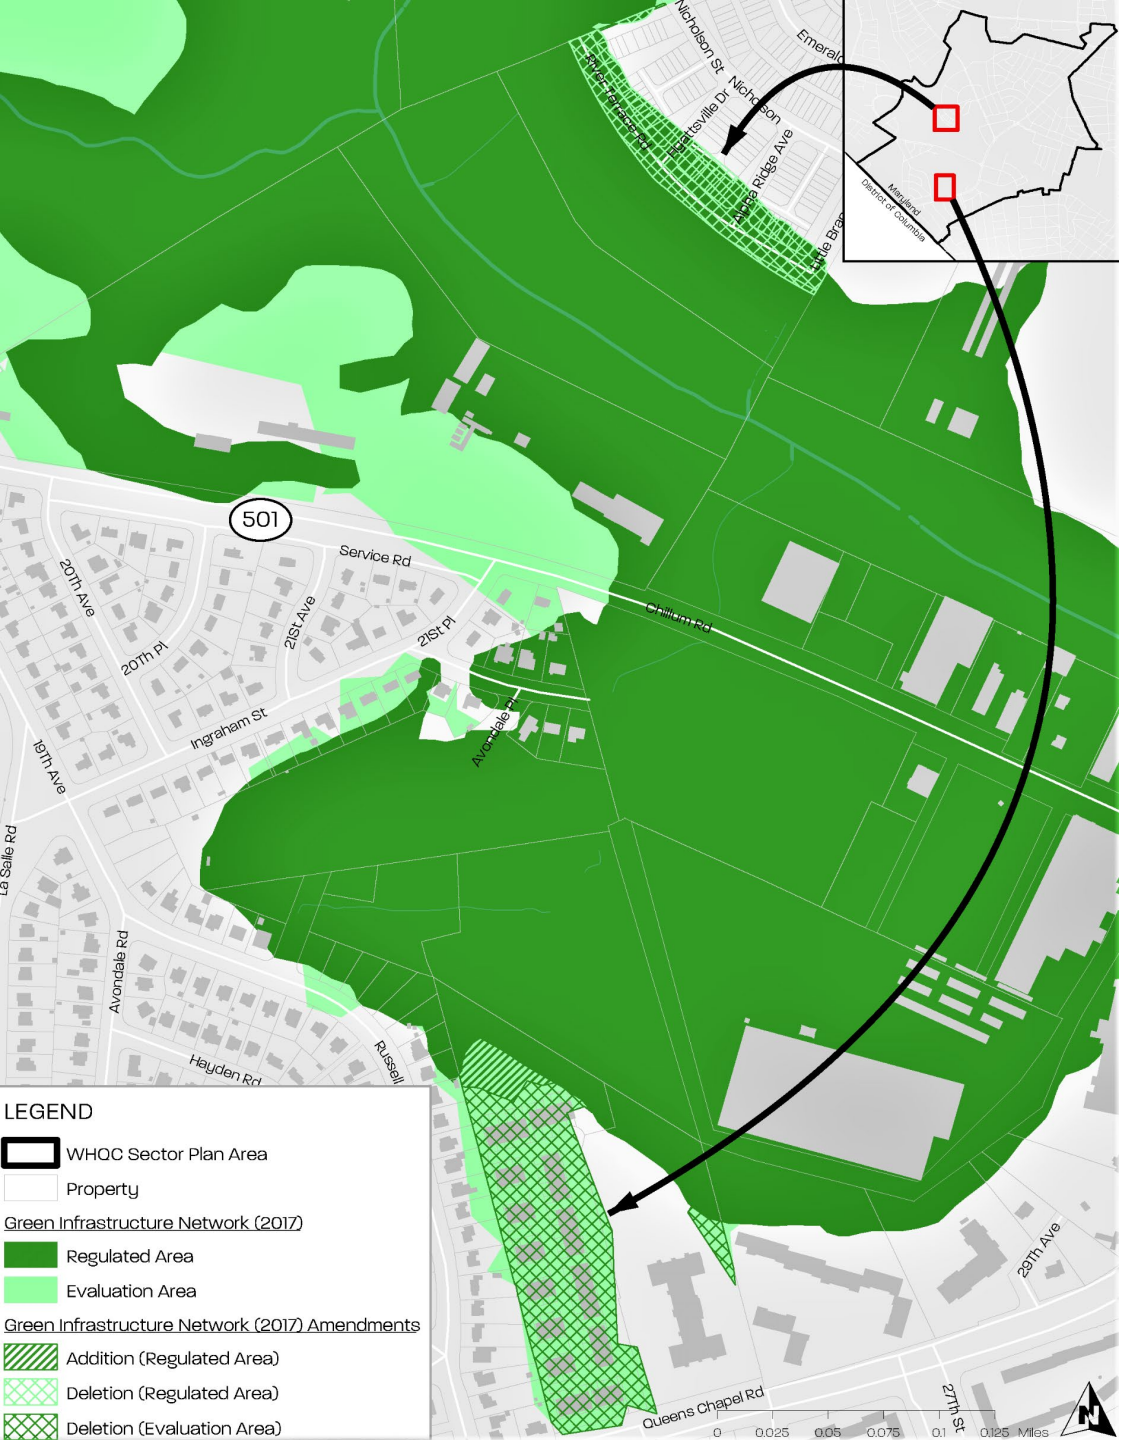 Nicholson St
Emerald
Nicholson
Hyattsville Dr
River Terrace Rd
Alpha Ridge Ave
Little Bran
Maryland
District of Columbia
501
Service Rd
20Th Ave
21St Ave
21St Pl
20Th Pl
Chillum Rd
Ingraham St
Avondale Pl
19Th Ave
La Salle Rd
Avondale Rd
Hayden Rd
Russell
29Th Ave
Queens Chapel Rd
27Th St
LEGEND
WHQC Sector Plan Area
Property
Green Infrastructure Network (2017)
Regulated Area
Evaluation Area
Green Infrastructure Network (2017) Amendments
Addition (Regulated Area)
Deletion (Regulated Area)
Deletion (Evaluation Area)
0 0.025 0.05 0.075 0.1 0.125 Miles
N